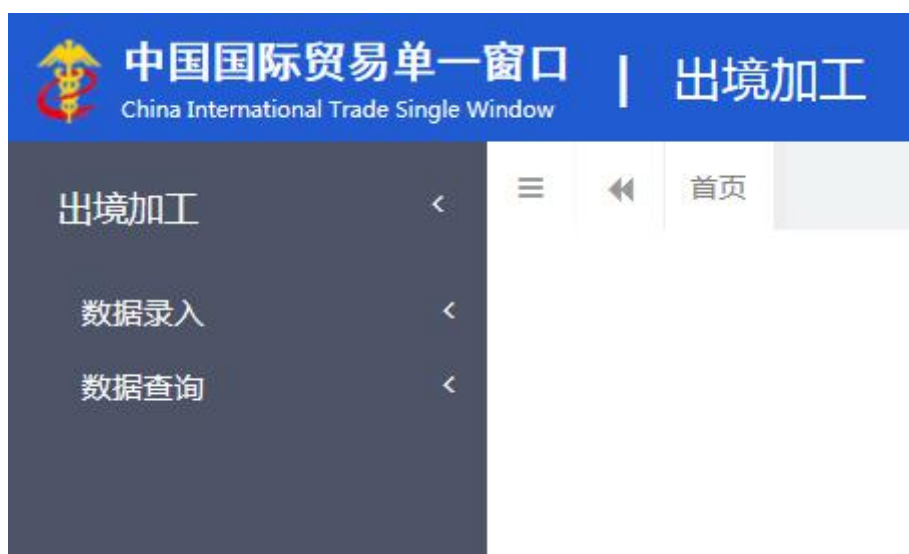 中国国际贸易单一窗口
China International Trade Single Window
出境加工
出境加工
首页
数据录入
数据查询